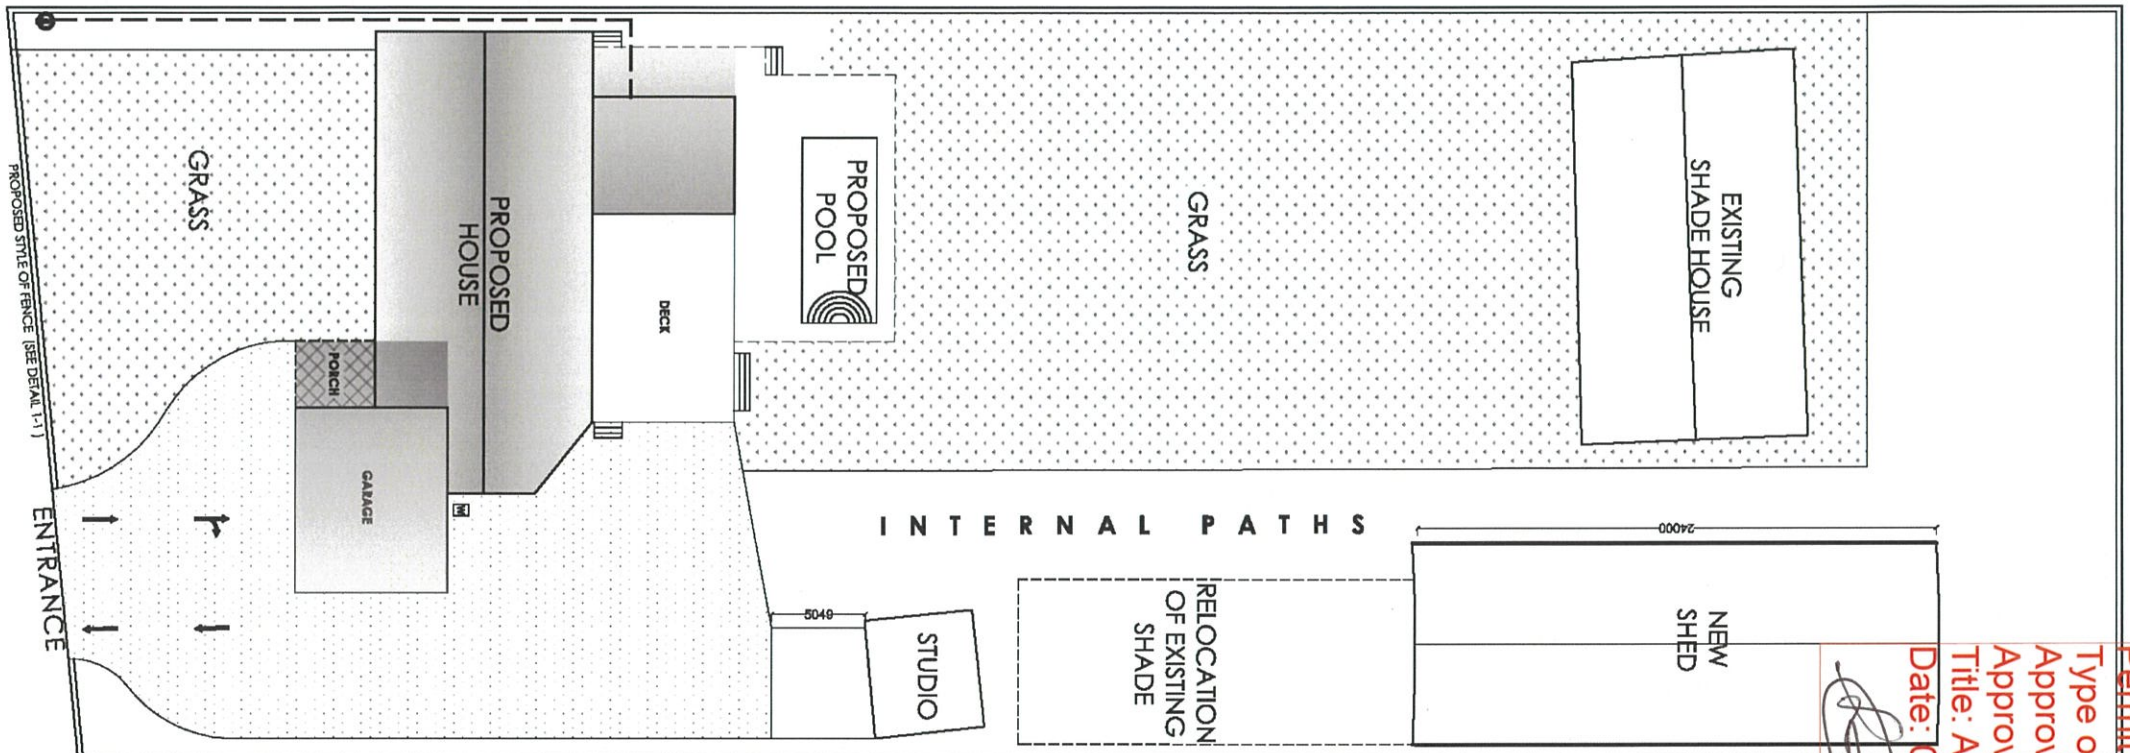 GRASS
PROPOSED STYLE OF FENCE (SEE DETAIL 1-1)
PROPOSED
HOUSE
DECK
PROPOSED
POOL
GRASS
EXISTING
SHADE HOUSE
PORCH
GARAGE
M
ENTRANCE
INTERNAL PATHS
24000
5049
STUDIO
RELOCATION
OF EXISTING
SHADE
NEW
SHED
Type o
Approv
Approv
Title: A
Date: